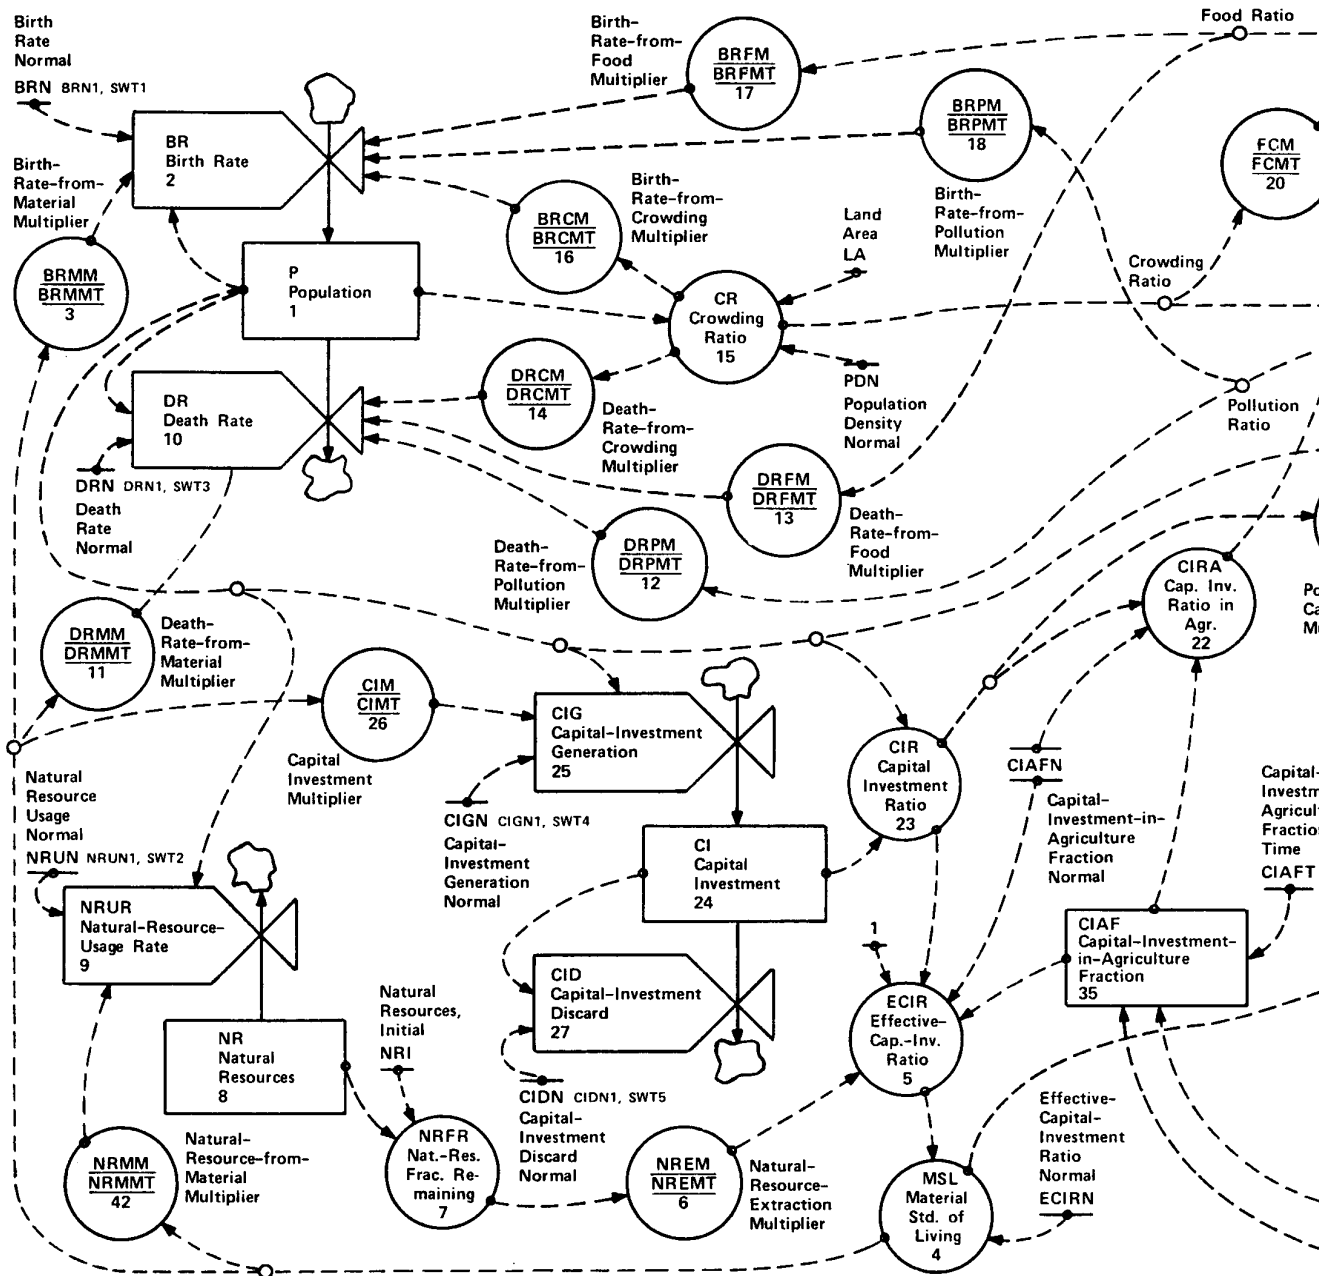 Birth
Rate
Normal
BRN BRN1, SWT1
BR
Birth Rate
2
Birth-
Rate-from-
Food
Multiplier
BRFM
BRFMT
17
Food Ratio
BRPM
BRPMT
18
Birth-
Rate-from-
Pollution
Multiplier
FCM
FCMT
20
Birth-
Rate-from-
Material
Multiplier
BRMM
BRMMT
3
BRCM
BRCMT
16
Birth-
Rate-from-
Crowding
Multiplier
Land
Area
LA
Crowding
Ratio
P
Population
1
CR
Crowding
Ratio
15
PDN
Population
Density
Normal
Pollution
Ratio
DR
Death Rate
10
DRN DRN1, SWT3
Death
Rate
Normal
DRCM
DRCMT
14
Death-
Rate-from-
Crowding
Multiplier
DRFM
DRFMT
13
Death-
Rate-from-
Food
Multiplier
Death-
Rate-from-
Pollution
Multiplier
DRPM
DRPMT
12
CIRA
Cap. Inv.
Ratio in
Agr.
22
Po
Ca
Mu
DRMM
DRMMT
11
Death-
Rate-from-
Material
Multiplier
CIM
CIMT
26
Capital
Investment
Multiplier
CIG
Capital-Investment
Generation
25
CIGN CIGN1, SWT4
Capital-
Investment
Generation
Normal
CIR
Capital
Investment
Ratio
23
CIAFN
Capital-
Investment-in-
Agriculture
Fraction
Normal
Capital-
Investm
Agricult
Fraction
Time
CIAFT
Natural
Resource
Usage
Normal
NRUN NRUN1, SWT2
NRUR
Natural-Resource-
Usage Rate
9
CI
Capital
Investment
24
1
CIAF
Capital-Investment-
in-Agriculture
Fraction
35
CID
Capital-Investment
Discard
27
CIDN CIDN1, SWT5
Capital-
Investment
Discard
Normal
ECIR
Effective-
Cap.-Inv.
Ratio
5
NR
Natural
Resources
8
Natural
Resources,
Initial
NRI
NRFR
Nat.-Res.
Frac. Re-
maining
7
NRMM
NRMMT
42
Natural-
Resource-from-
Material
Multiplier
NREM
NREMT
6
Natural-
Resource-
Extraction
Multiplier
MSL
Material
Std. of
Living
4
Effective-
Capital-
Investment
Ratio
Normal
ECIRN